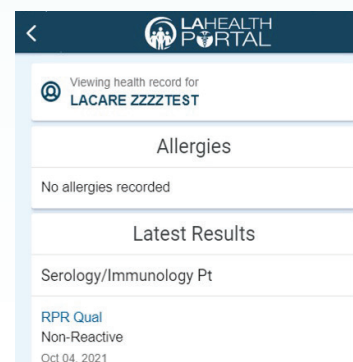 LAHEALTH
PORTAL
Viewing health record for
LACARE ZZZZTEST
Allergies
No allergies recorded
Latest Results
Serology/Immunology Pt
RPR Qual
Non-Reactive
Oct 04, 2021